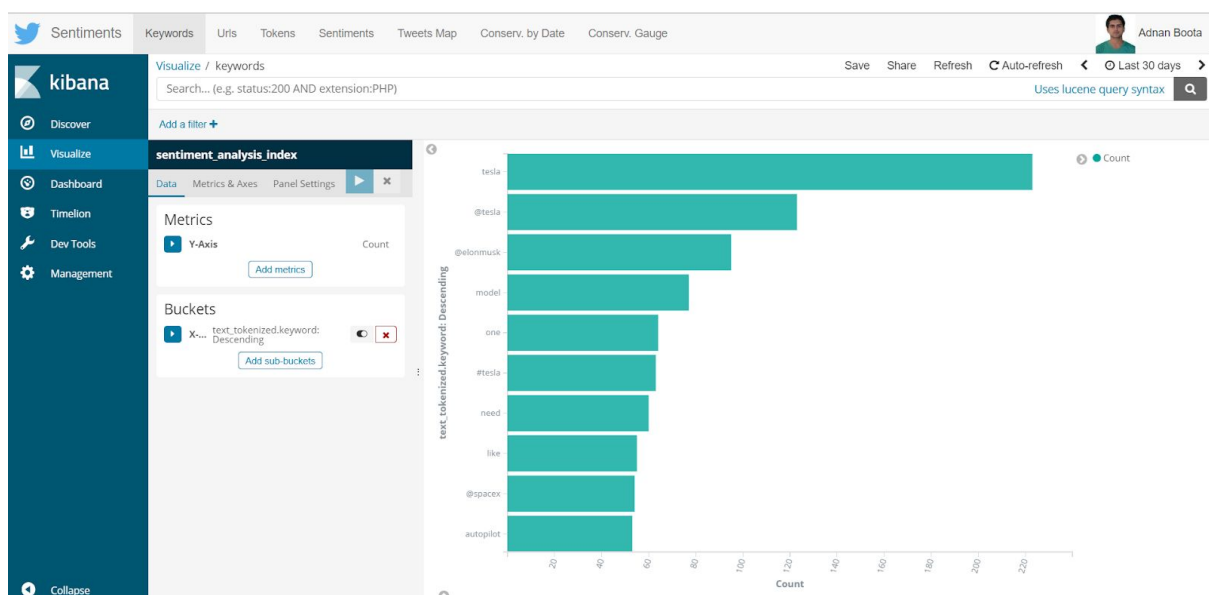 Sentiments Keywords Urls Tokens Sentiments Tweets Map Conserv. by Date Conserv. Gauge Adnan Boota
kibana
Discover
Visualize
Dashboard
Timelion
Dev Tools
Management
Collapse
Visualize / keywords Save Share Refresh Auto-refresh Last 30 days
Search... (e.g. status:200 AND extension:PHP) Uses lucene query syntax
Add a filter
sentiment_analysis_index
Data Metrics & Axes Panel Settings
Metrics
Y-Axis Count
Add metrics
Buckets
X-... text_tokenized.keyword:
Descending
Add sub-buckets
text_tokenized.keyword: Descending
tesla
@tesla
@elonmusk
model
one
#tesla
need
like
@spacex
autopilot
20 40 60 80 100 120 140 160 180 200 220
Count
Count